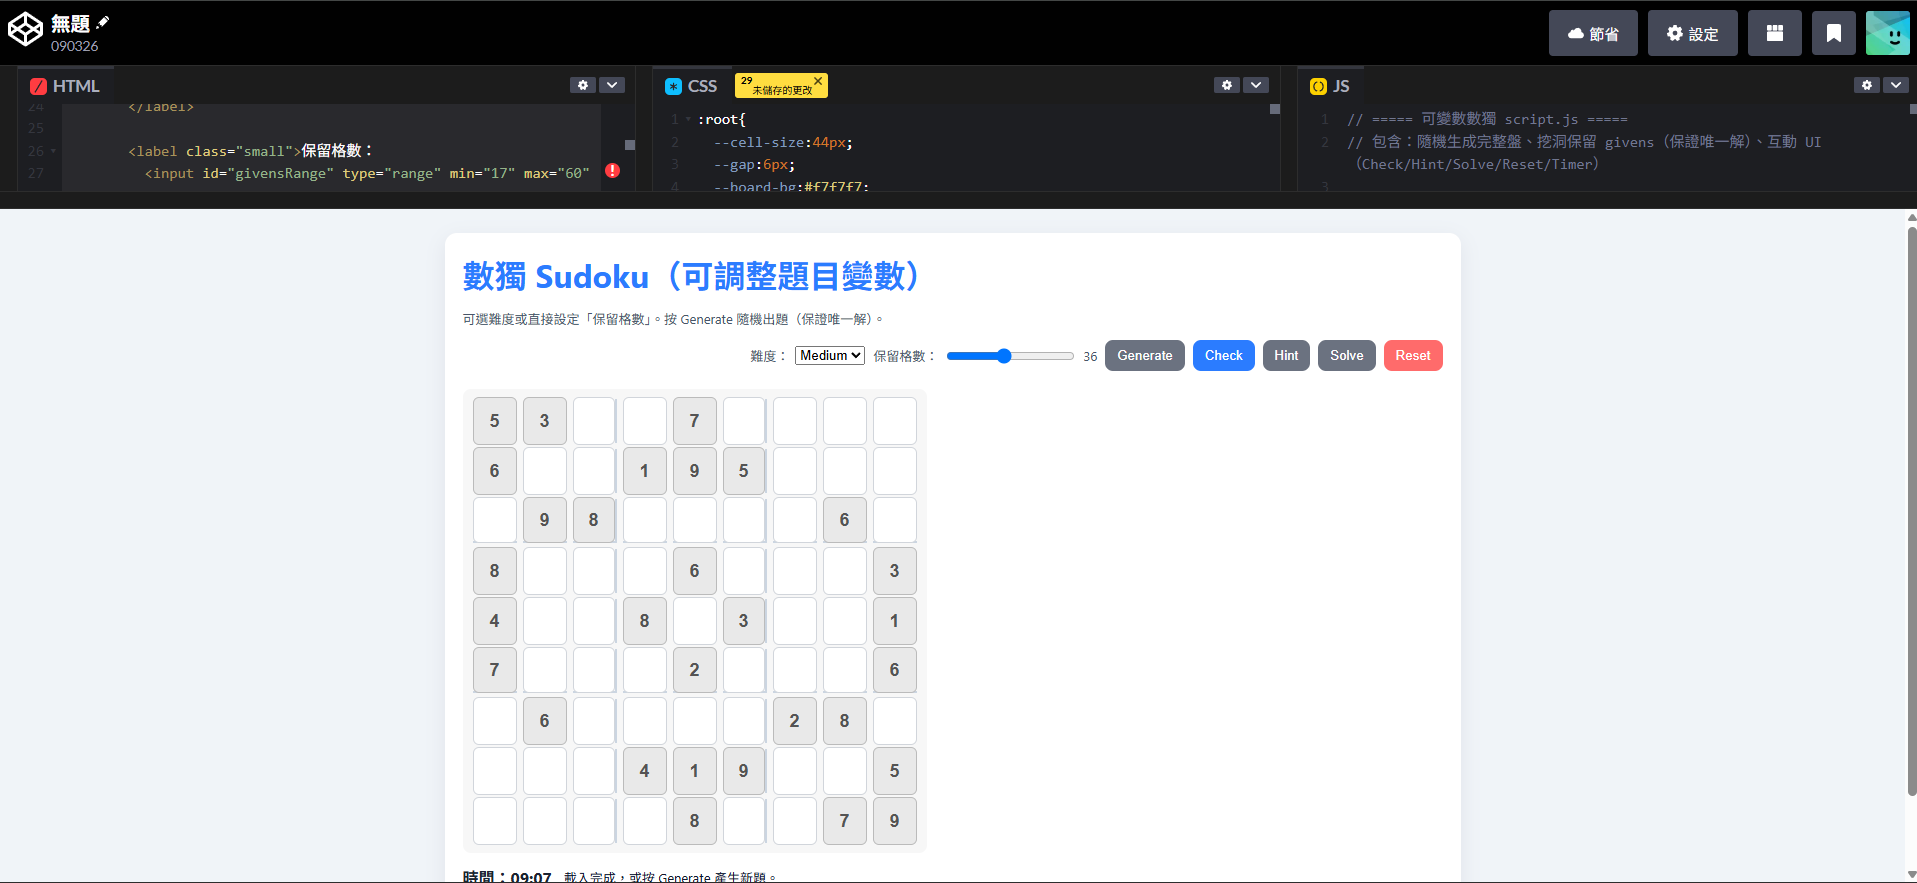 無題
090326
節省
設定
HTML
CSS
29
未儲存的更改
JS
24 </label>
25
26 <label class="small">保留格數：
27 <input id="givensRange" type="range" min="17" max="60"
1 :root{
2 --cell-size:44px;
3 --gap:6px;
4 --board-bg:#f7f7f7;
1 // ===== 可變數數獨 script.js =====
2 // 包含：隨機生成完整盤、挖洞保留 givens（保證唯一解）、互動 UI
（Check/Hint/Solve/Reset/Timer）
3
數獨 Sudoku（可調整題目變數）
可選難度或直接設定「保留格數」。按 Generate 隨機出題（保證唯一解）。
難度： Medium 保留格數： 36 Generate Check Hint Solve Reset
5 3 7
6 1 9 5
9 8 6
8 6 3
4 8 3 1
7 2 6
6 2 8
4 1 9 5
8 7 9
時間：09:07 載入完成，或按 Generate 產生新題。